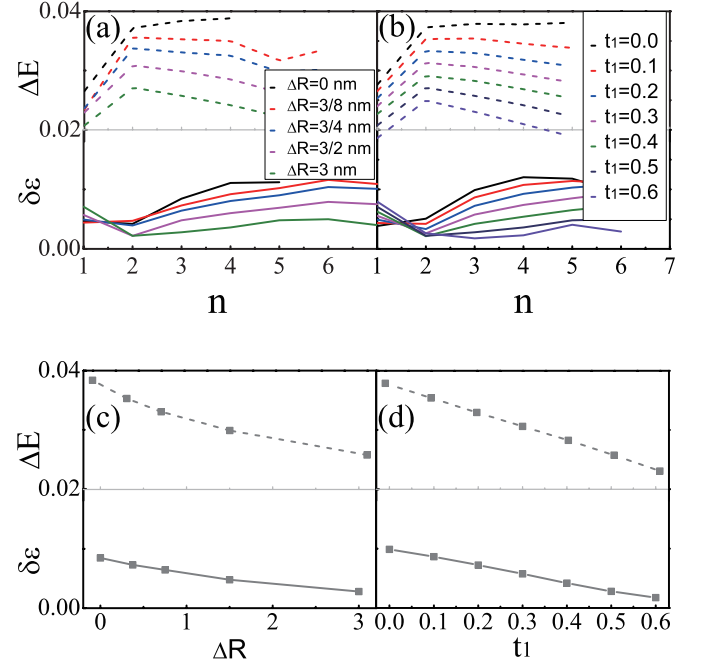 (a)
(b)
ΔE
δε
0.04
0.02
0.00
ΔR=0 nm
ΔR=3/8 nm
ΔR=3/4 nm
ΔR=3/2 nm
ΔR=3 nm
t1=0.0
t1=0.1
t1=0.2
t1=0.3
t1=0.4
t1=0.5
t1=0.6
1 2 3 4 5 6 1 2 3 4 5 6 7
n n
(c)
(d)
ΔE
δε
0.04
0.02
0.00
0 1 2 3 0.0 0.1 0.2 0.3 0.4 0.5 0.6
ΔR t1